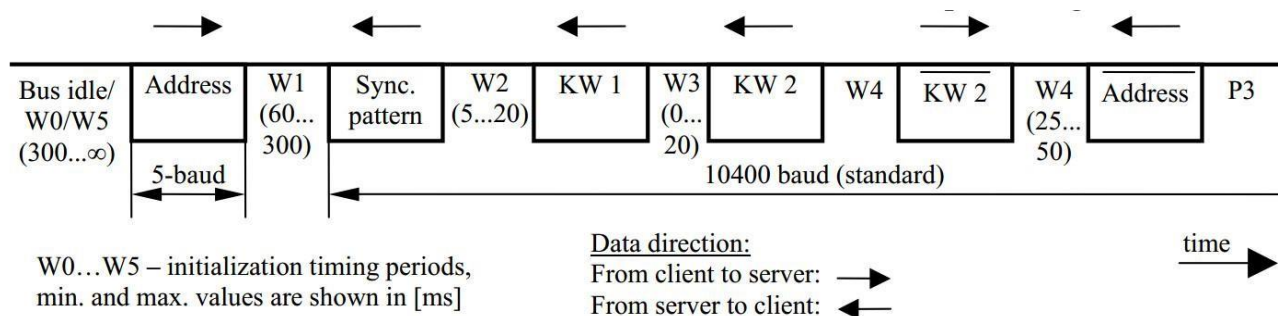 Bus idle/
W0/W5
(300...∞)
Address
W1
(60...
300)
Sync.
pattern
W2
(5...20)
KW 1
W3
(0...
20)
KW 2
W4
KW 2
W4
(25...
50)
Address
P3
5-baud
10400 baud (standard)
W0…W5 – initialization timing periods,
min. and max. values are shown in [ms]
Data direction:
From client to server:
From server to client:
time